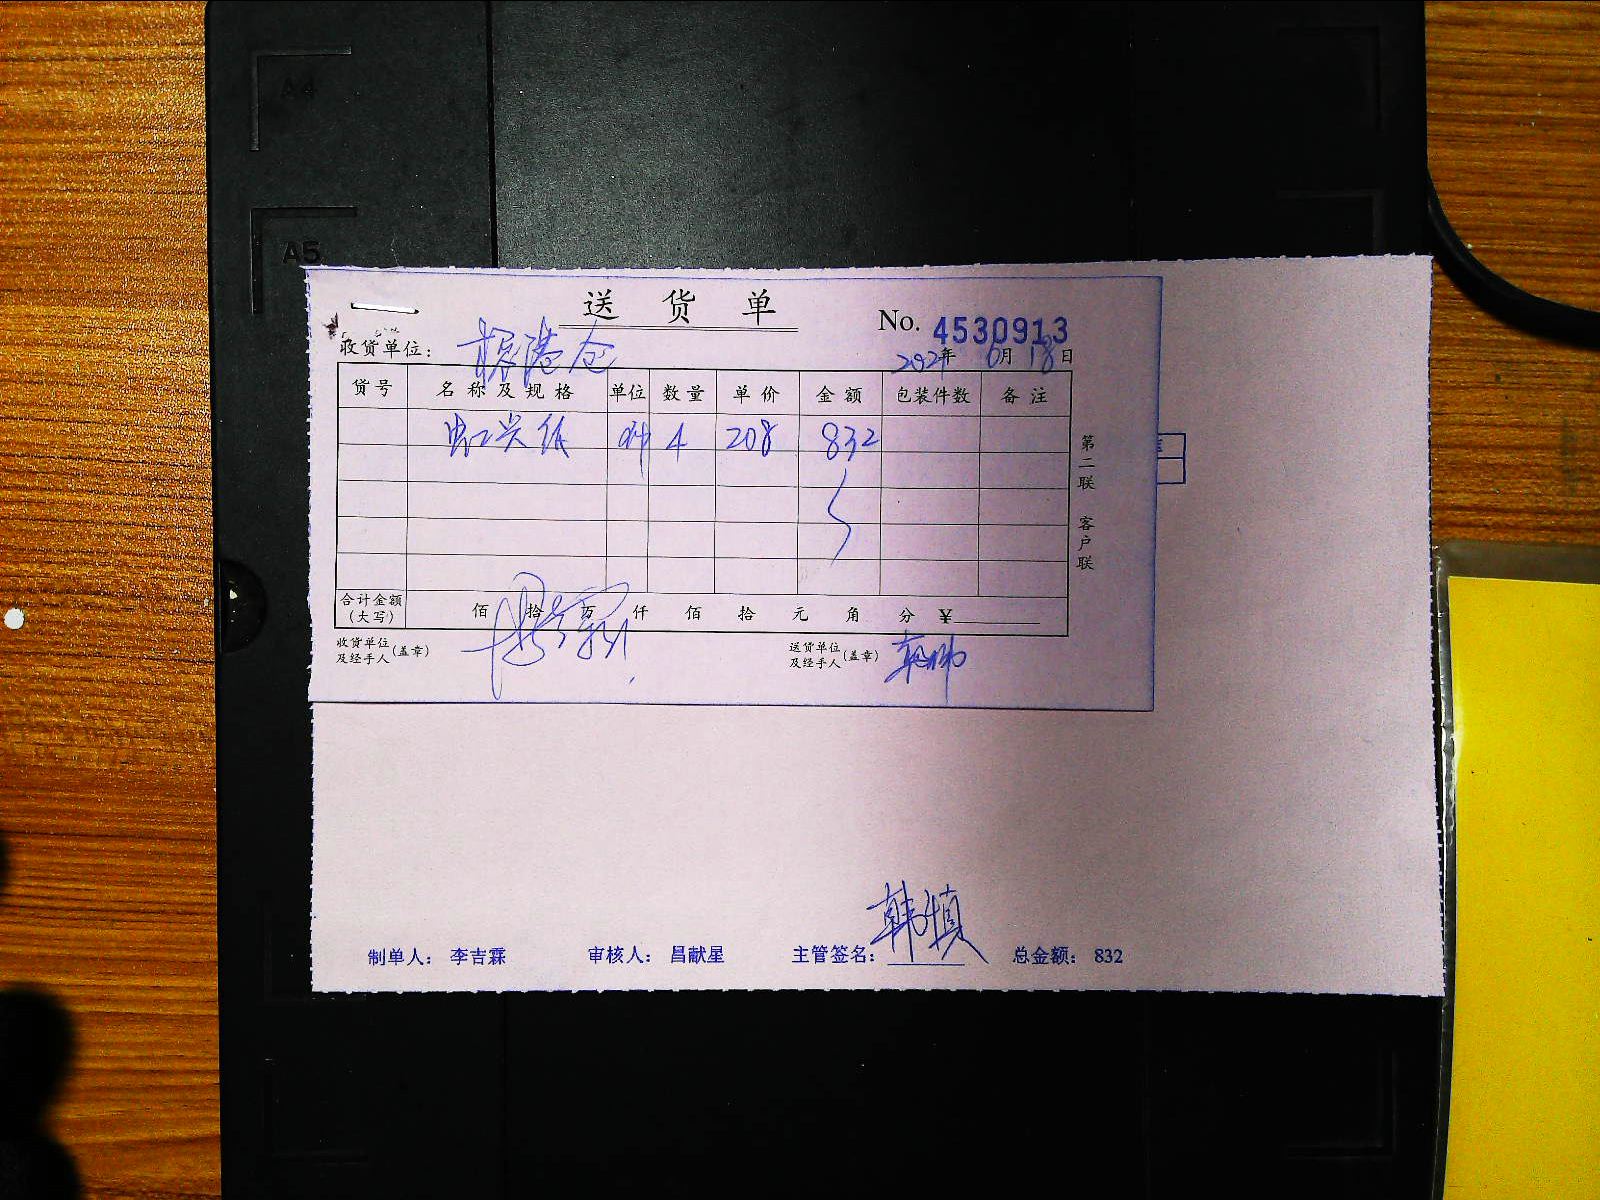 A4
A5
送货单
No. 4530913
收货单位：
年 6月 18日
货号 名称及规格 单位 数量 单价 金额 包装件数 备注
4 208 832
第二联 客户联
合计金额（大写） 佰 拾 万 仟 佰 拾 元 角 分 ¥
收货单位及经手人（盖章） 送货单位及经手人（盖章）
制单人： 李吉霖 审核人： 昌献星 主管签名： 总金额： 832